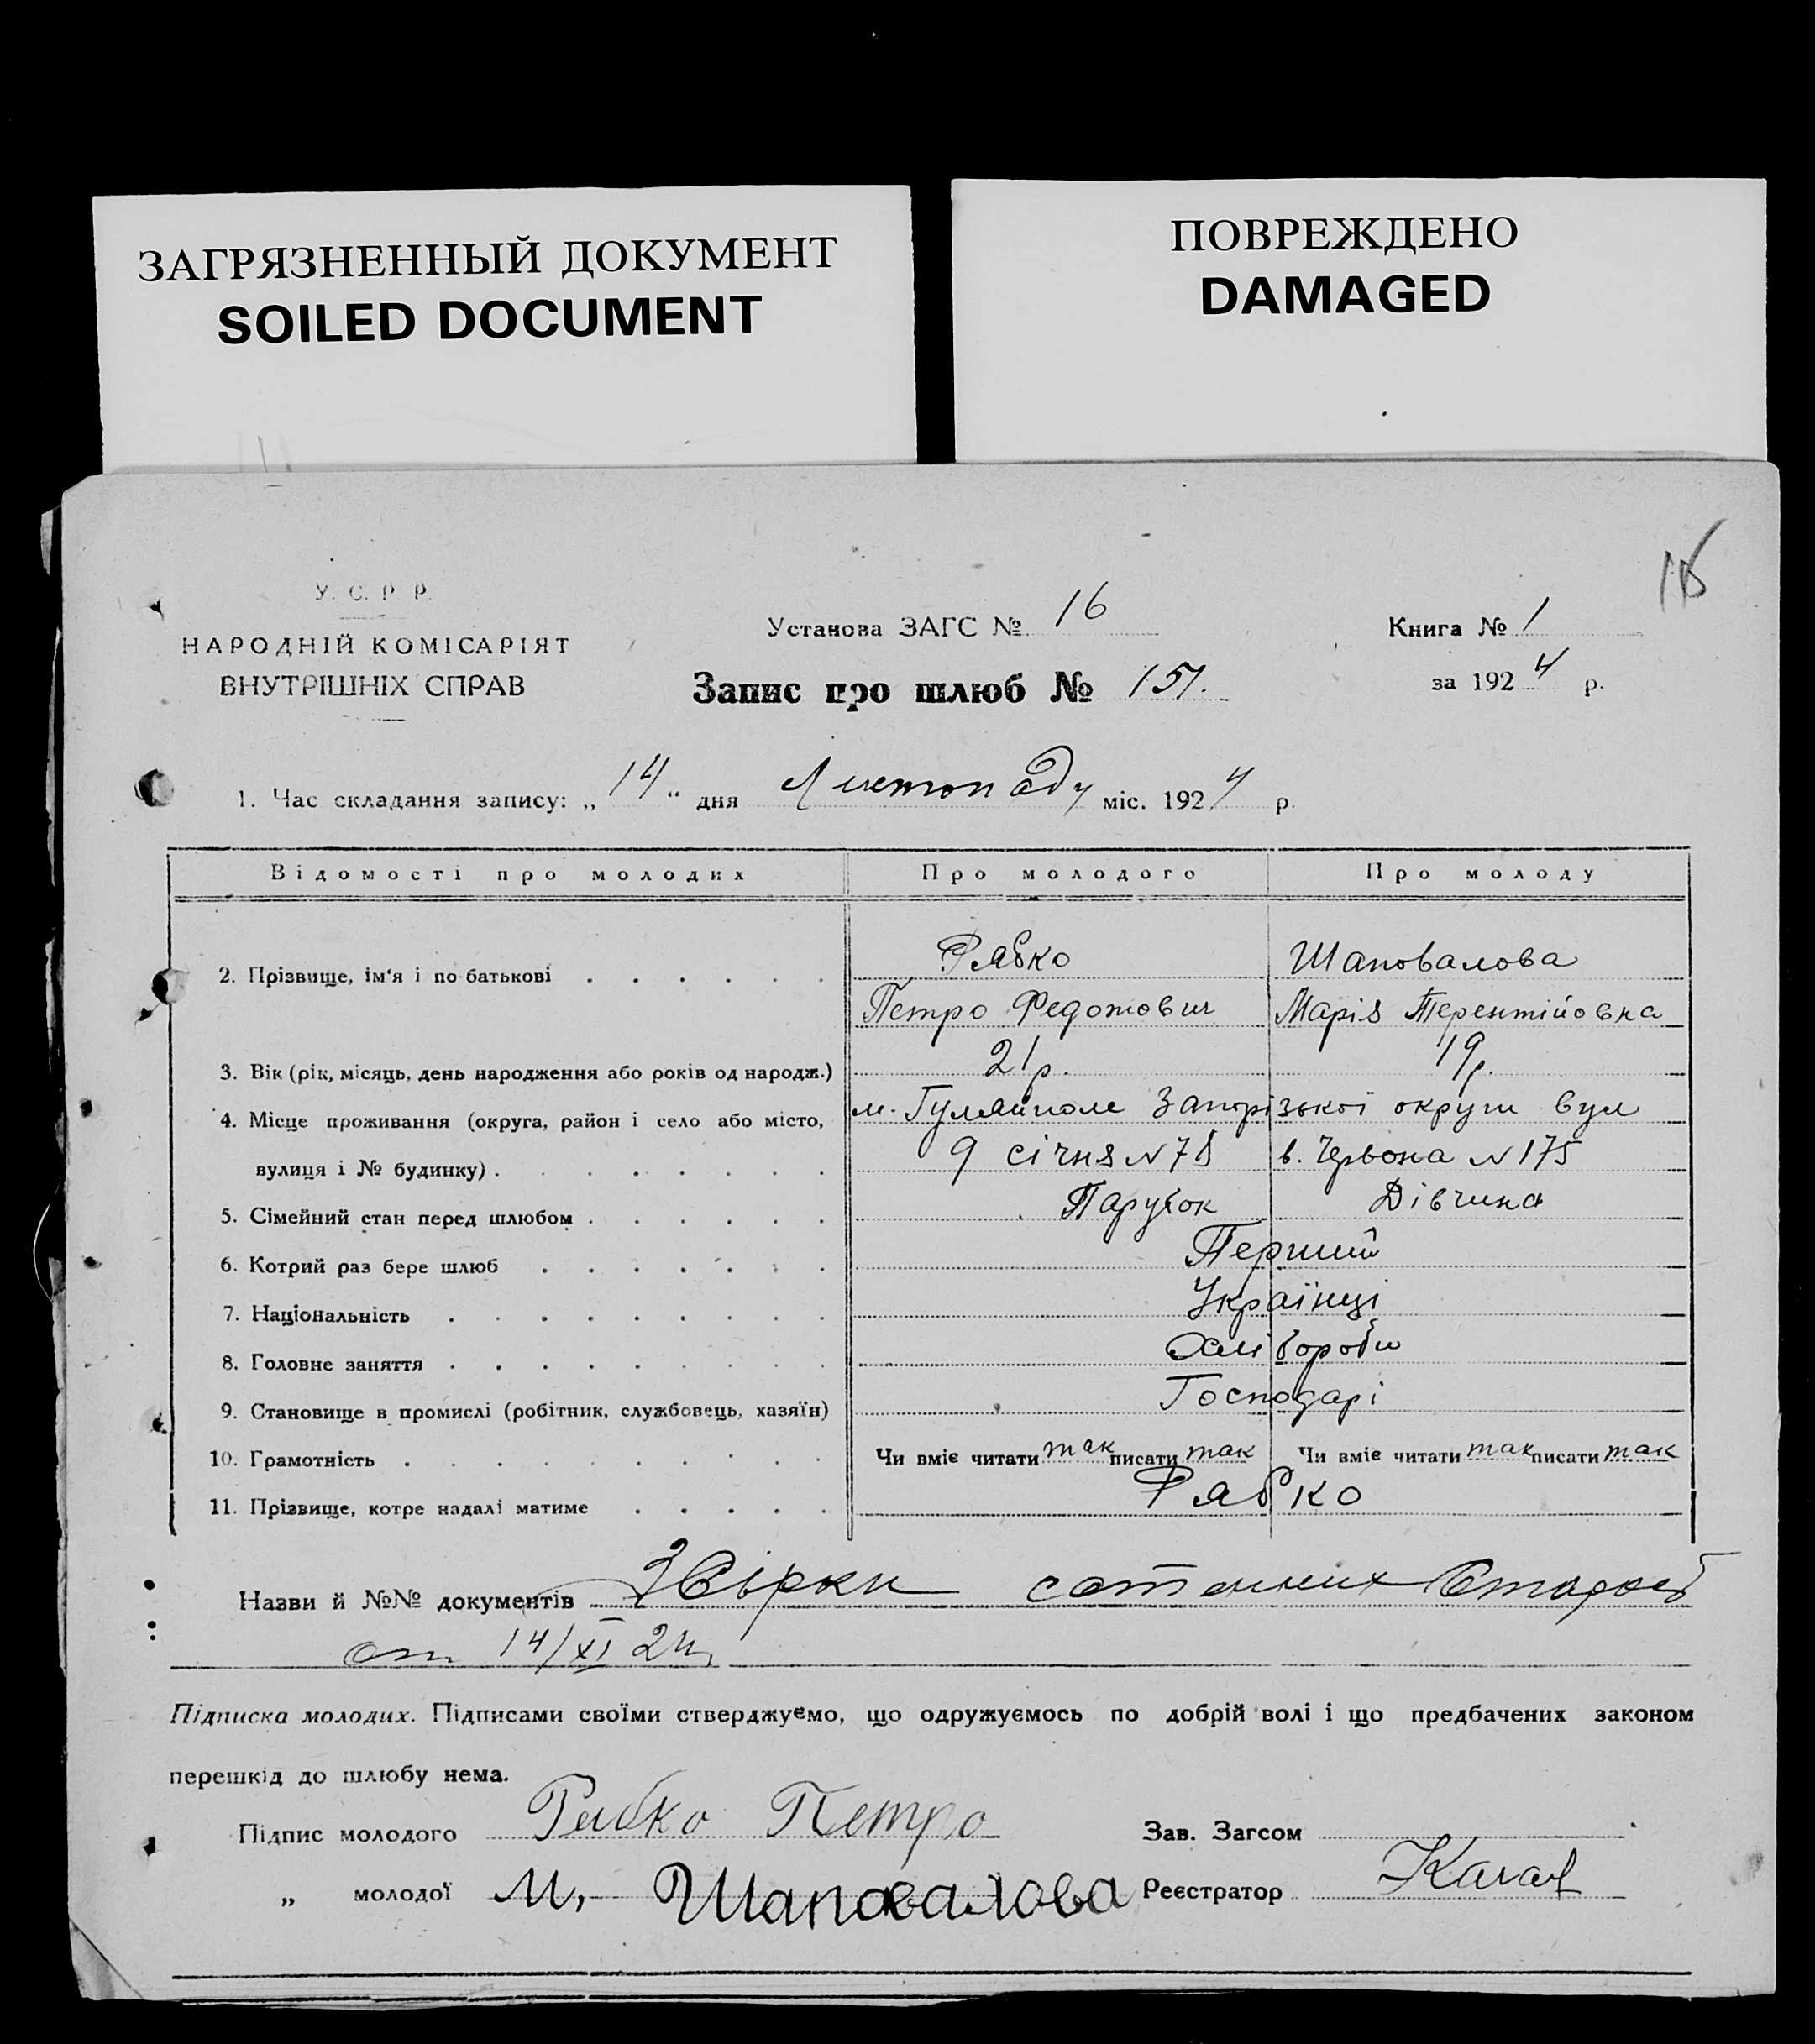 ЗАГРЯЗНЕННЫЙ ДОКУМЕНТ
SOILED DOCUMENT
ПОВРЕЖДЕНО
DAMAGED
У. С. Р. Р.
НАРОДНІЙ КОМІСАРІЯТ
ВНУТРІШНІХ СПРАВ
Установа ЗАГС № 16
Запис про шлюб № 151.
Книга № 1
за 1924 р.
1. Час складання запису: „14“ дня Листопаду міс. 1924 р.
Відомості про молодих Про молодого Про молоду
Рябко Шаповалова
2. Прізвище, ім'я і по-батькові . . . . . .
Петро Федотович Марія Терентійовна
3. Вік (рік, місяць, день народження або років од народж.) 21 р. 19 р.
4. Місце проживання (округа, район і село або місто, м. Гуляйполе Запорізької округи вул
вулиця і № будинку) . . . . . . . 9 січня N 78 в. Червона N 175
5. Сімейний стан перед шлюбом . . . . . . Парубок Дівчина
6. Котрий раз бере шлюб . . . . . . . Перший
7. Національність . . . . . . . . . Українці
8. Головне заняття . . . . . . . . . Хлібороби
9. Становище в промислі (робітник, службовець, хазяїн) Господарі
10. Грамотність . . . . . . . . . . Чи вміє читати так писати так Чи вміє читати так писати так
11. Прізвище, котре надалі матиме . . . . . Рябко
Назви й №№ документів
от 14/XI 24
Підписка молодих. Підписами своїми стверджуємо, що одружуємось по добрій волі і що предбачених законом
перешкід до шлюбу нема.
Підпис молодого Рябко Петро Зав. Загсом
„ молодої М. Шаповалова Реєстратор